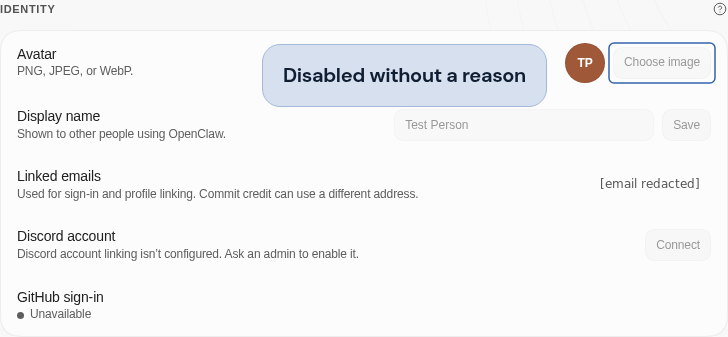 IDENTITY
Avatar
PNG, JPEG, or WebP.
Disabled without a reason
TP
Choose image
Display name
Shown to other people using OpenClaw.
Test Person
Save
Linked emails
Used for sign-in and profile linking. Commit credit can use a different address.
[email redacted]
Discord account
Discord account linking isn't configured. Ask an admin to enable it.
Connect
GitHub sign-in
Unavailable